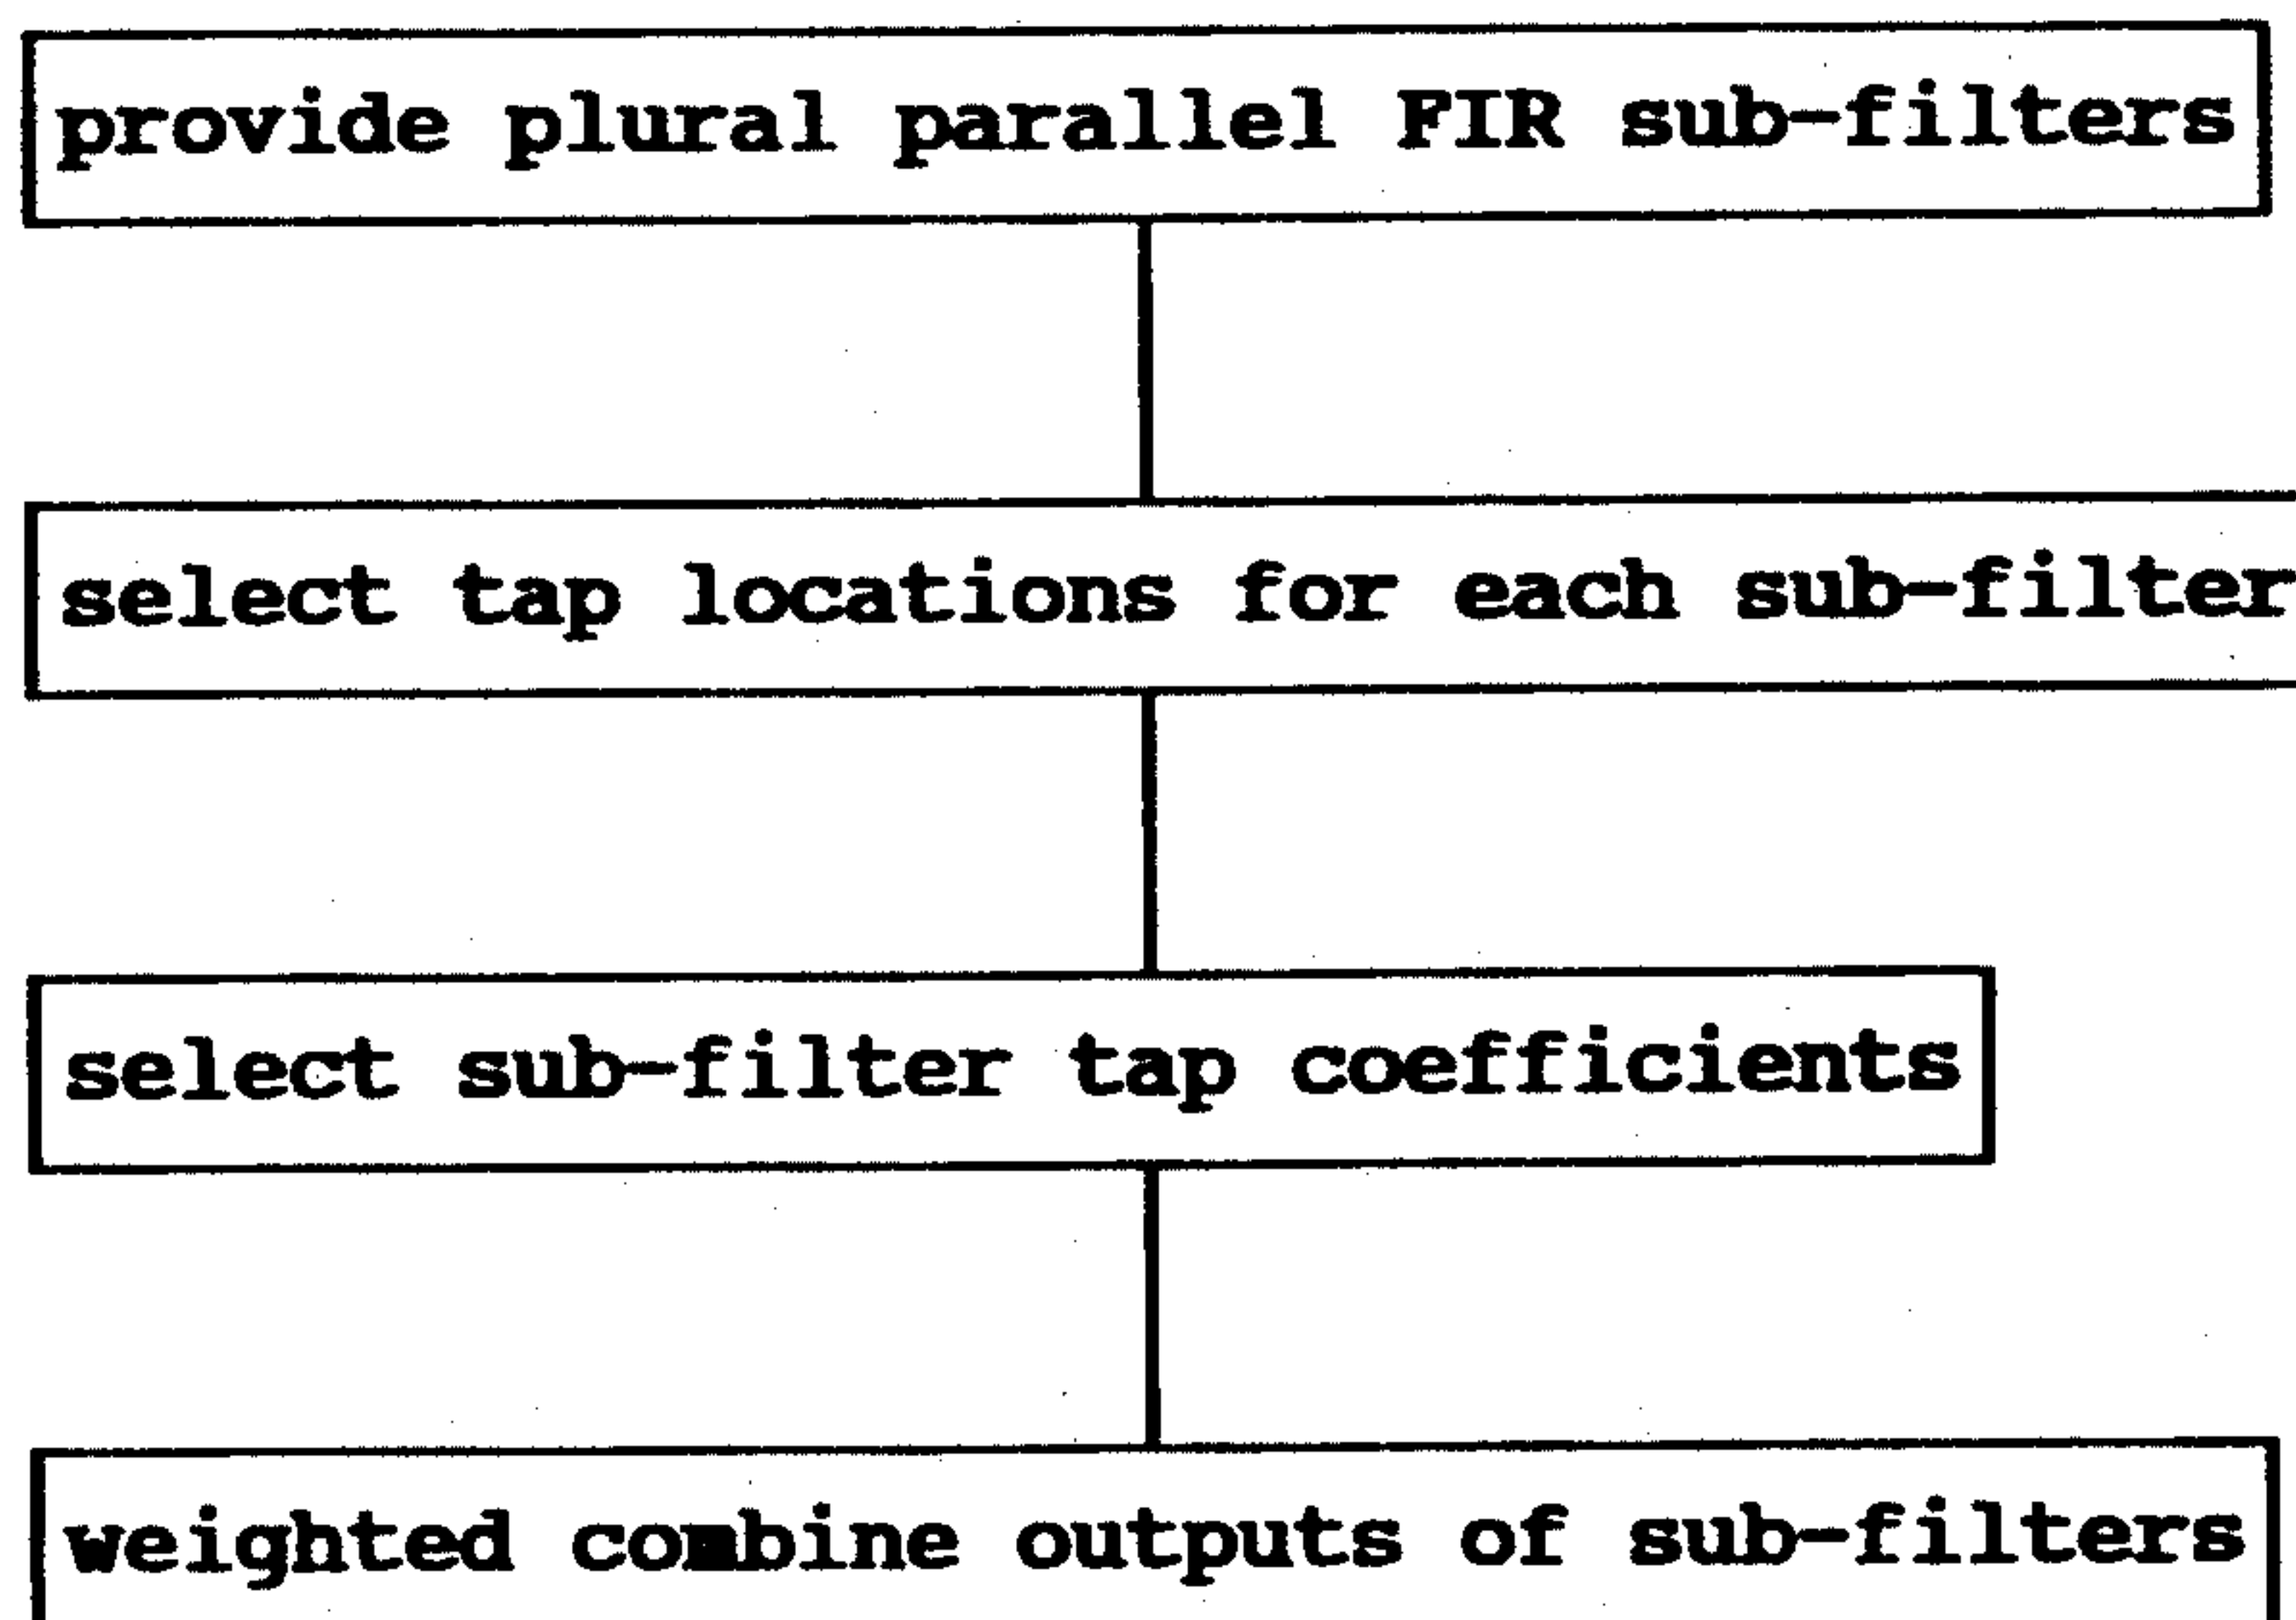 provide plural parallel FIR sub-filters
select tap locations for each sub-filter
select sub-filter tap coefficients
weighted combine outputs of sub-filters